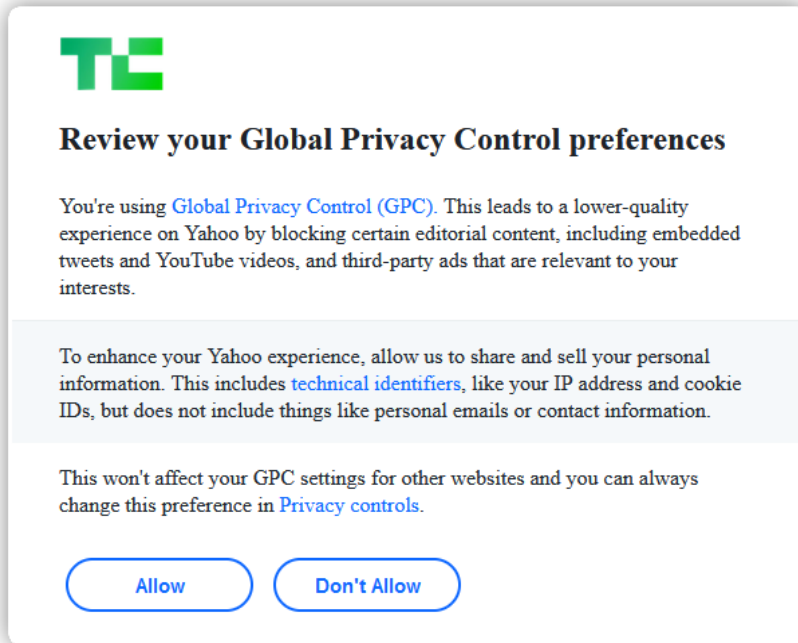 TC
Review your Global Privacy Control preferences
You're using Global Privacy Control (GPC). This leads to a lower-quality
experience on Yahoo by blocking certain editorial content, including embedded
tweets and YouTube videos, and third-party ads that are relevant to your
interests.
To enhance your Yahoo experience, allow us to share and sell your personal
information. This includes technical identifiers, like your IP address and cookie
IDs, but does not include things like personal emails or contact information.
This won't affect your GPC settings for other websites and you can always
change this preference in Privacy controls.
Allow
Don't Allow